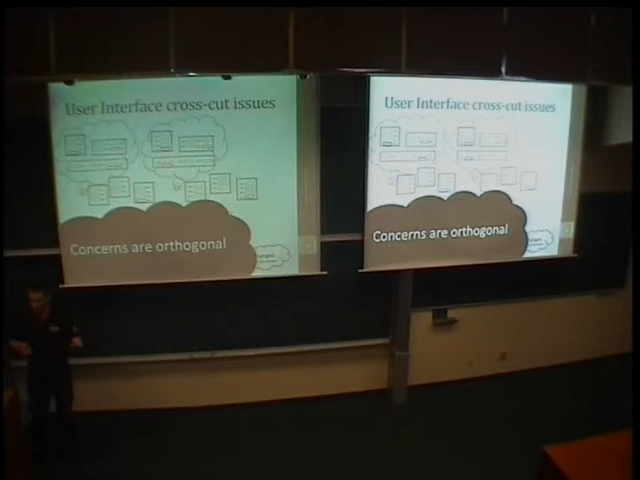 User Interface cross-cut issues
Concerns are orthogonal
User Interface cross-cut issues
Concerns are orthogonal